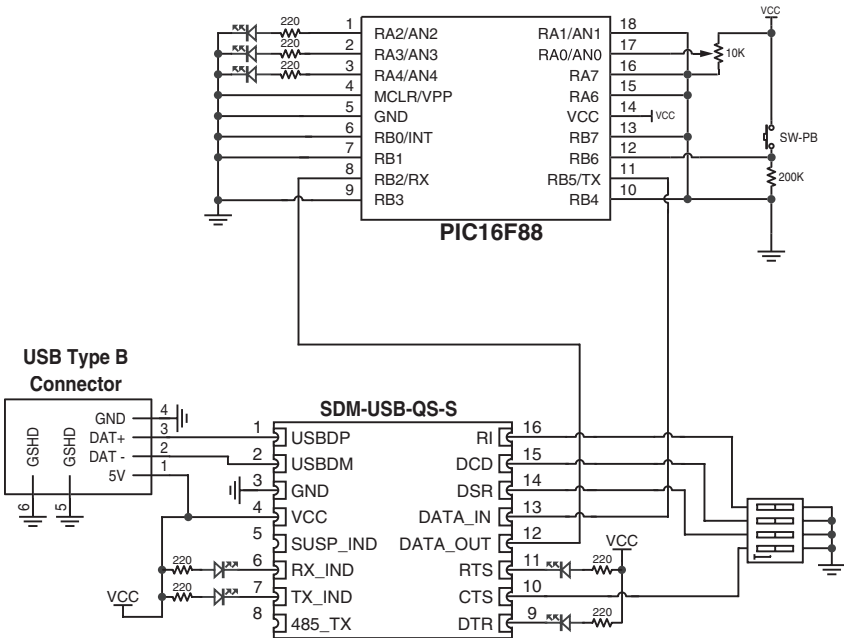 VCC
220 1 RA2/AN2 RA1/AN1 18
220 2 RA3/AN3 RA0/AN0 17 10K
220 3 RA4/AN4 RA7 16
4 MCLR/VPP RA6 15
5 GND VCC 14 VCC
6 RB0/INT RB7 13 SW-PB
7 RB1 RB6 12
8 RB2/RX RB5/TX 11 200K
9 RB3 RB4 10
PIC16F88
USB Type B
Connector
SDM-USB-QS-S
GSHD GSHD GND 4
DAT+ 3
DAT - 2
5V 1
6 5
1 USBDP RI 16
2 USBDM DCD 15
3 GND DSR 14
4 VCC DATA_IN 13
5 SUSP_IND DATA_OUT 12 VCC
220 6 RX_IND RTS 11 220
VCC 220 7 TX_IND CTS 10
8 485_TX DTR 9 220